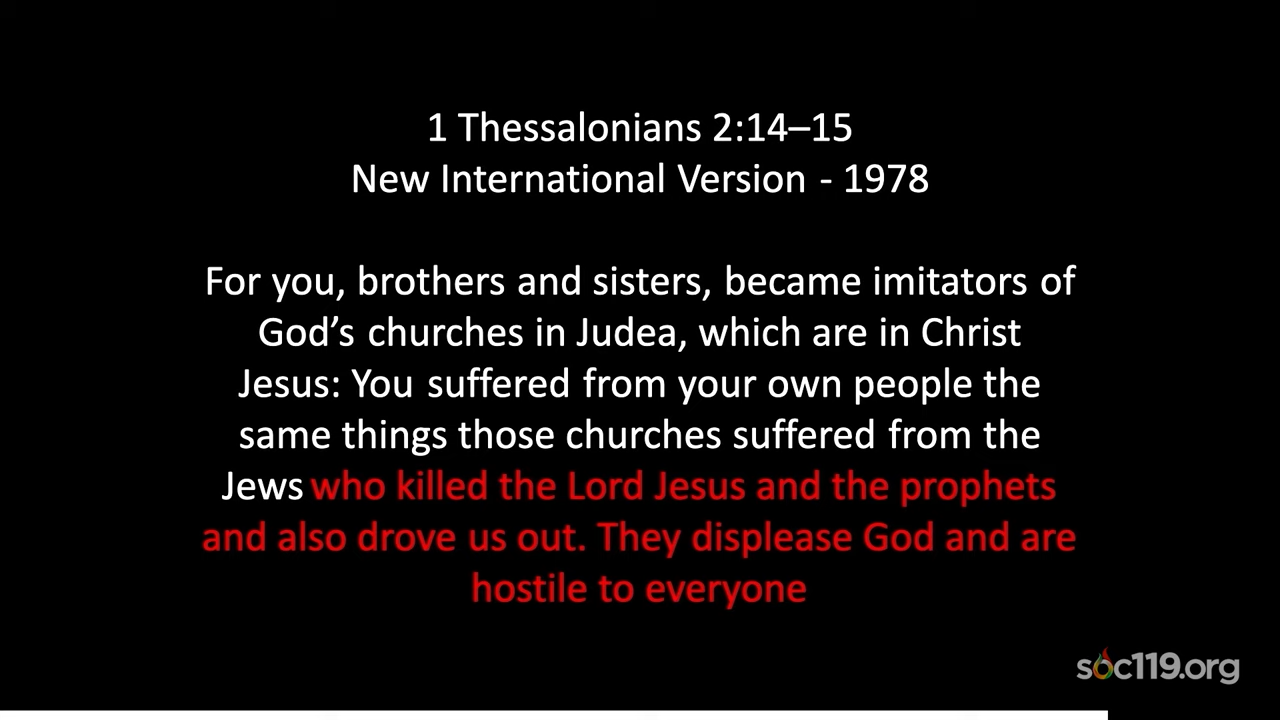 1 Thessalonians 2:14–15
New International Version - 1978
For you, brothers and sisters, became imitators of
God’s churches in Judea, which are in Christ
Jesus: You suffered from your own people the
same things those churches suffered from the
Jews who killed the Lord Jesus and the prophets
and also drove us out. They displease God and are
hostile to everyone
soc119.org